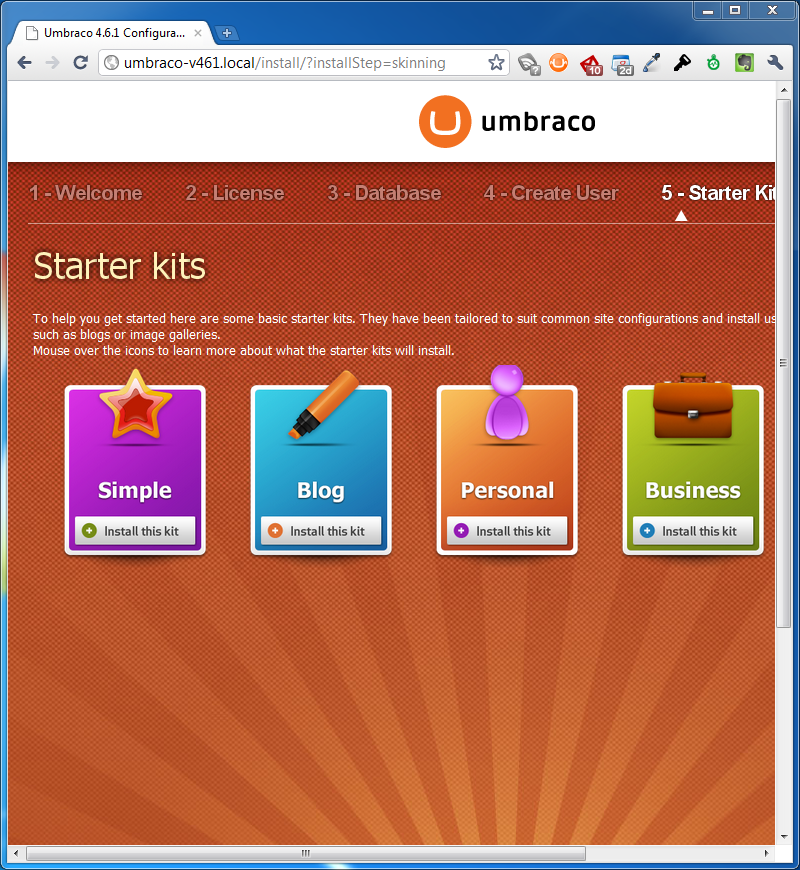 Umbraco 4.6.1 Configura...
umbraco-v461.local/install/?installStep=skinning
10
2d
umbraco
1 - Welcome
2 - License
3 - Database
4 - Create User
5 - Starter Kit
Starter kits
To help you get started here are some basic starter kits. They have been tailored to suit common site configurations and install us
such as blogs or image galleries.
Mouse over the icons to learn more about what the starter kits will install.
Simple
Install this kit
Blog
Install this kit
Personal
Install this kit
Business
Install this kit